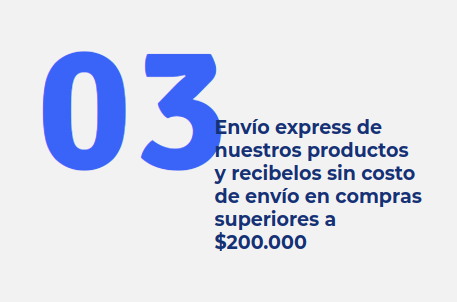 03
Envío express de
nuestros productos
y recibelos sin costo
de envío en compras
superiores a
$200.000